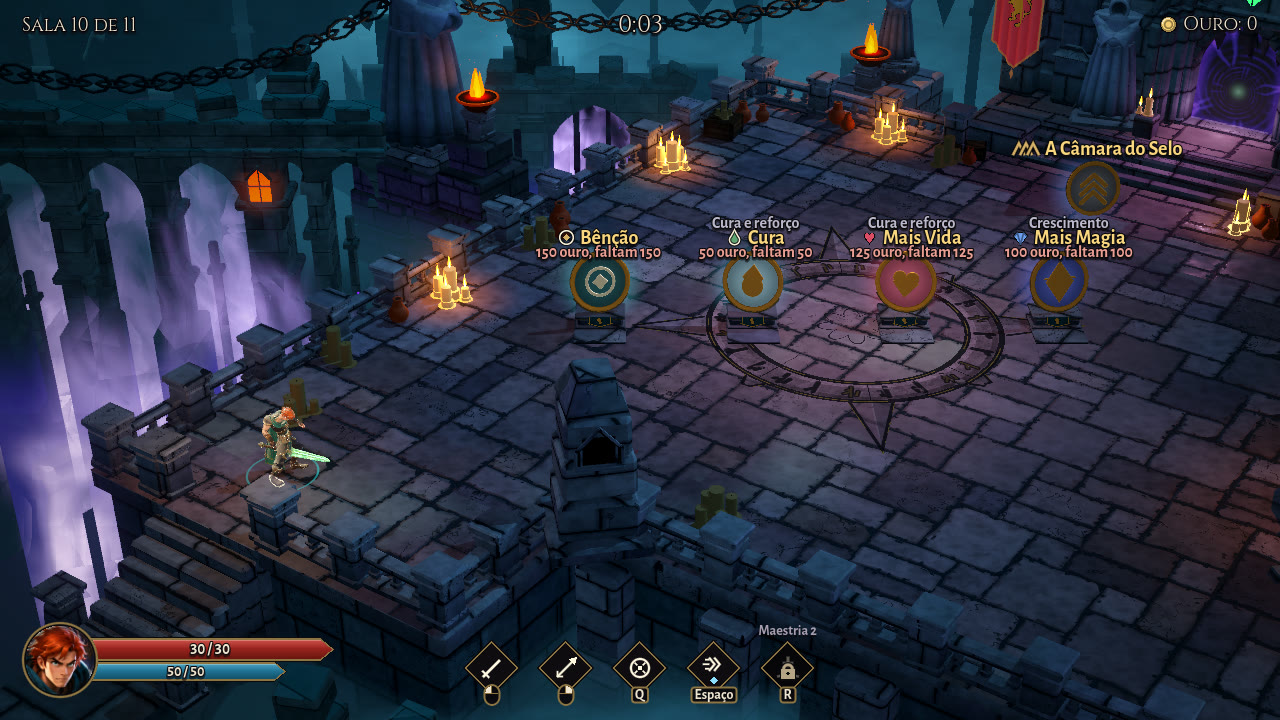 SALA 10 DE 11
0:03
OURO: 0
A Câmara do Selo
Bênção
150 ouro, faltam 150
Cura e reforço
Cura
50 ouro, faltam 50
Cura e reforço
Mais Vida
125 ouro, faltam 125
Crescimento
Mais Magia
100 ouro, faltam 100
30/30
50/50
Maestria 2
Q
Espaço
R